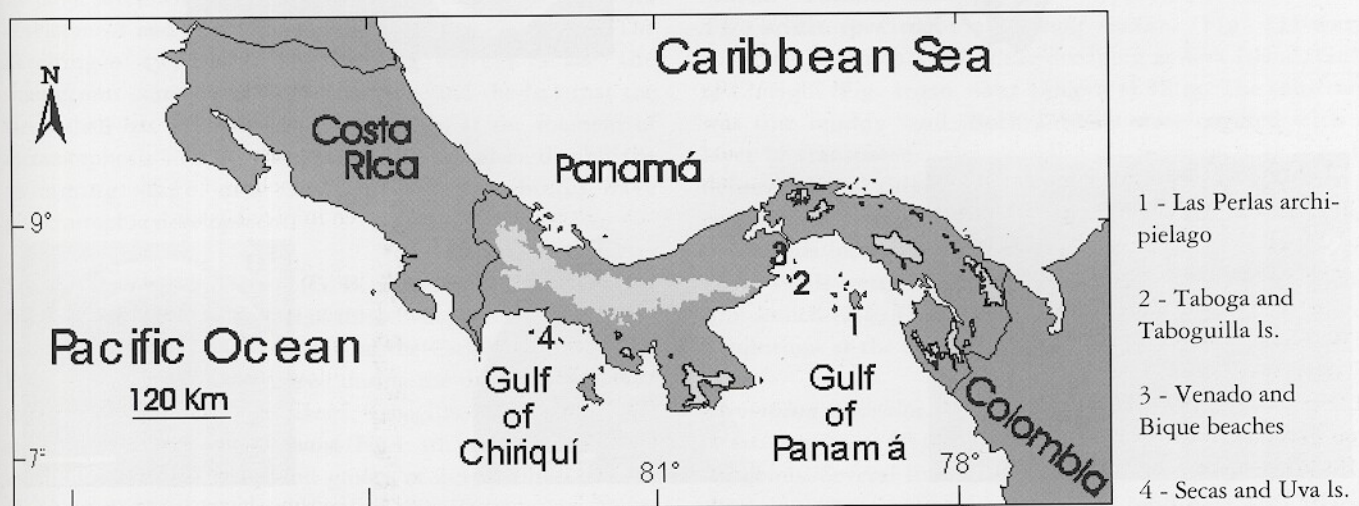 Caribbean Sea
N
Costa
Rica
Panamá
9°
3
2
1
4
Pacific Ocean
120 Km
Gulf
of
Chiriquí
Gulf
of
Panamá
Colombia
7°
81°
78°
1 - Las Perlas archi-
pielago
2 - Taboga and
Taboguilla ls.
3 - Venado and
Bique beaches
4 - Secas and Uva ls.